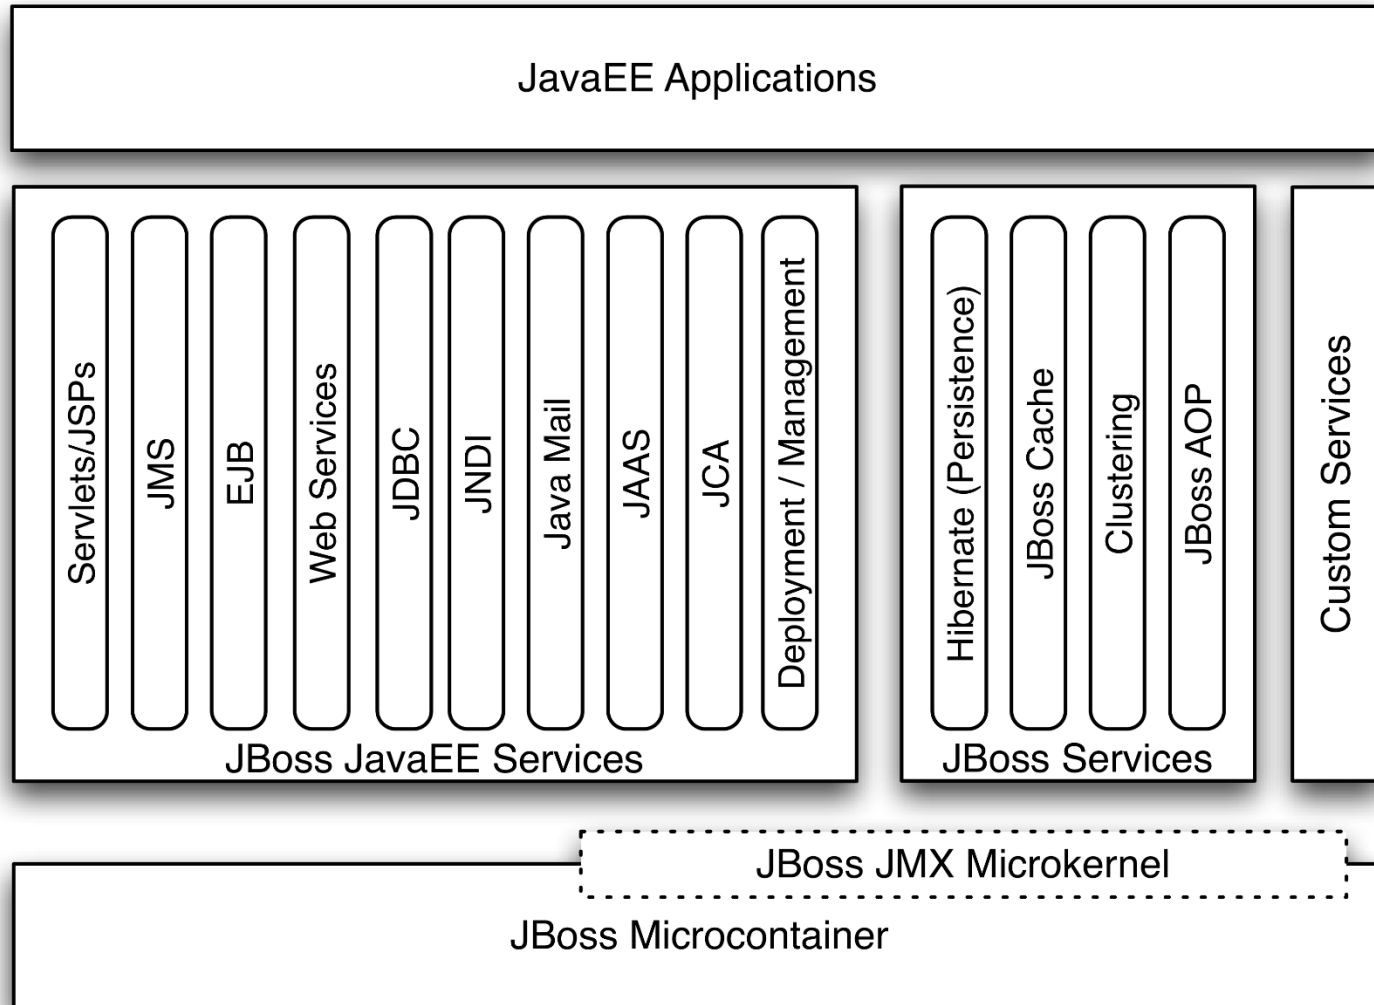 JavaEE Applications
Servlets/JSPs
JMS
EJB
Web Services
JDBC
JNDI
Java Mail
JAAS
JCA
Deployment / Management
JBoss JavaEE Services
Hibernate (Persistence)
JBoss Cache
Clustering
JBoss AOP
JBoss Services
Custom Services
JBoss JMX Microkernel
JBoss Microcontainer